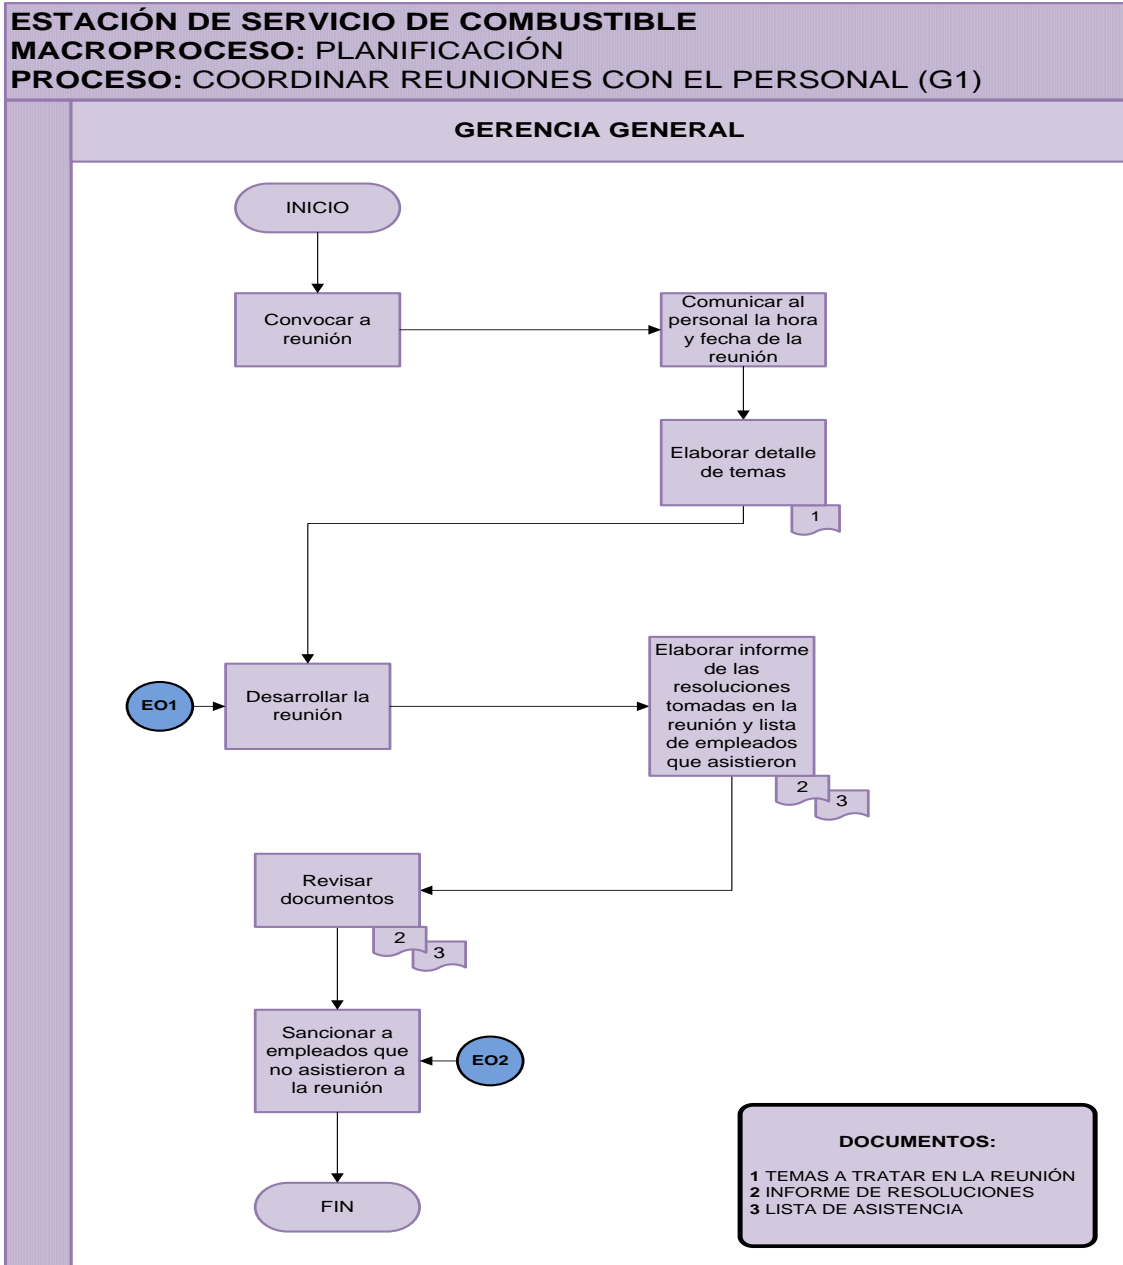 ESTACIÓN DE SERVICIO DE COMBUSTIBLE
MACROPROCESO: PLANIFICACIÓN
PROCESO: COORDINAR REUNIONES CON EL PERSONAL (G1)
GERENCIA GENERAL
INICIO
Convocar a
reunión
Comunicar al
personal la hora
y fecha de la
reunión
Elaborar detalle
de temas
1
EO1
Desarrollar la
reunión
Elaborar informe
de las
resoluciones
tomadas en la
reunión y lista
de empleados
que asistieron
2
3
Revisar
documentos
2
3
Sancionar a
empleados que
no asistieron a
la reunión
EO2
FIN
DOCUMENTOS:
1 TEMAS A TRATAR EN LA REUNIÓN
2 INFORME DE RESOLUCIONES
3 LISTA DE ASISTENCIA